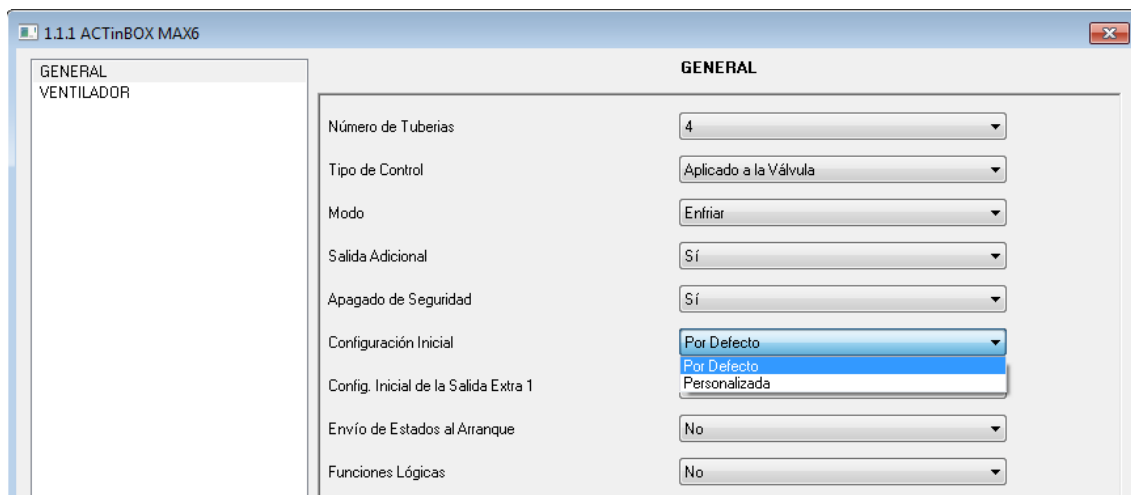 1.1.1 ACTinBOX MAX6
GENERAL
VENTILADOR
GENERAL
Número de Tuberias 4
Tipo de Control Aplicado a la Válvula
Modo Enfriar
Salida Adicional Sí
Apagado de Seguridad Sí
Configuración Inicial Por Defecto
Por Defecto
Personalizada
Config. Inicial de la Salida Extra 1
Envío de Estados al Arranque No
Funciones Lógicas No